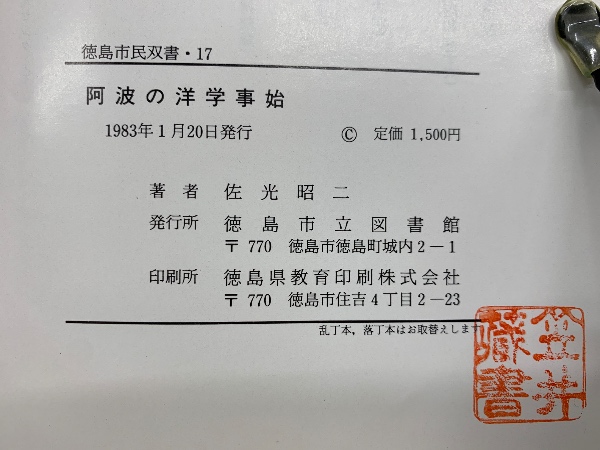 徳島市民双書・17
阿波の洋学事始
1983年1月20日発行 © 定価 1,500円
著者 佐光昭二
発行所 徳島市立図書館
〒770 徳島市徳島町城内2－1
印刷所 徳島県教育印刷株式会社
〒770 徳島市住吉4丁目2－23
乱丁本，落丁本はお取替えします
笠井
蔵書